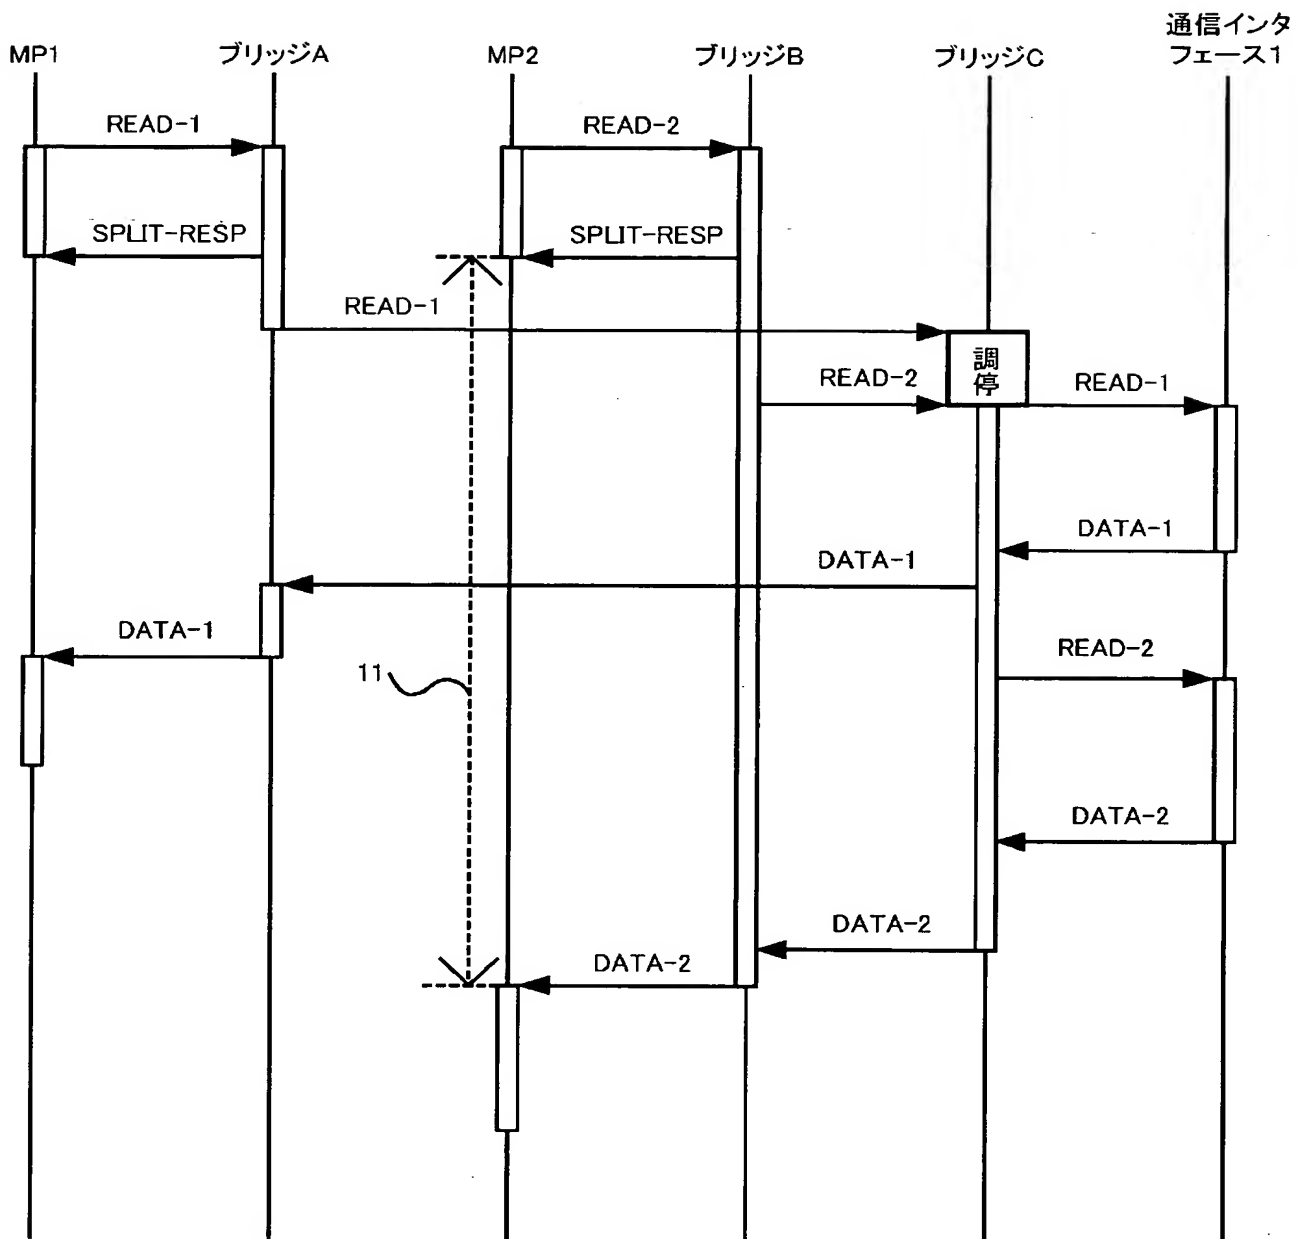 通信インタ
フェース1
MP1
ブリッジA
MP2
ブリッジB
ブリッジC
READ-1
READ-2
SPLIT-RESP
SPLIT-RESP
READ-1
調
停
READ-2
READ-1
DATA-1
DATA-1
DATA-1
READ-2
11
DATA-2
DATA-2
DATA-2